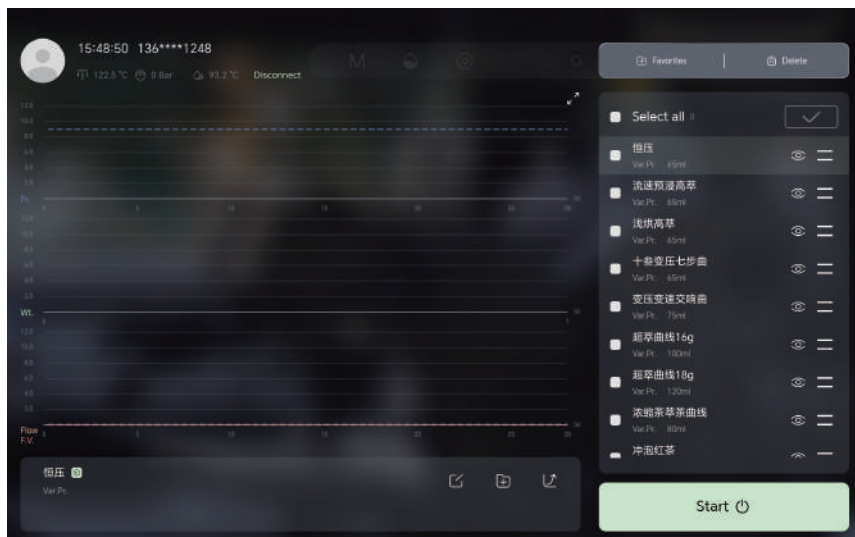 15:48:50 136****1248
122.5 ℃ 0 Bar 93.2 ℃ Disconnect
M
Favorites
Delete
Select all 0
恒压
Var.Pr. 65ml
流速预浸高萃
Var.Pr. 65ml
浅烘高萃
Var.Pr. 65ml
十叁变压七步曲
Var.Pr. 65ml
变压变速交响曲
Var.Pr. 75ml
超萃曲线16g
Var.Pr. 100ml
超萃曲线18g
Var.Pr. 120ml
浓缩茶萃茶曲线
Var.Pr. 80ml
冲泡红茶
Pr.
Wt.
Flow
F.V.
恒压
Var.Pr.
Start